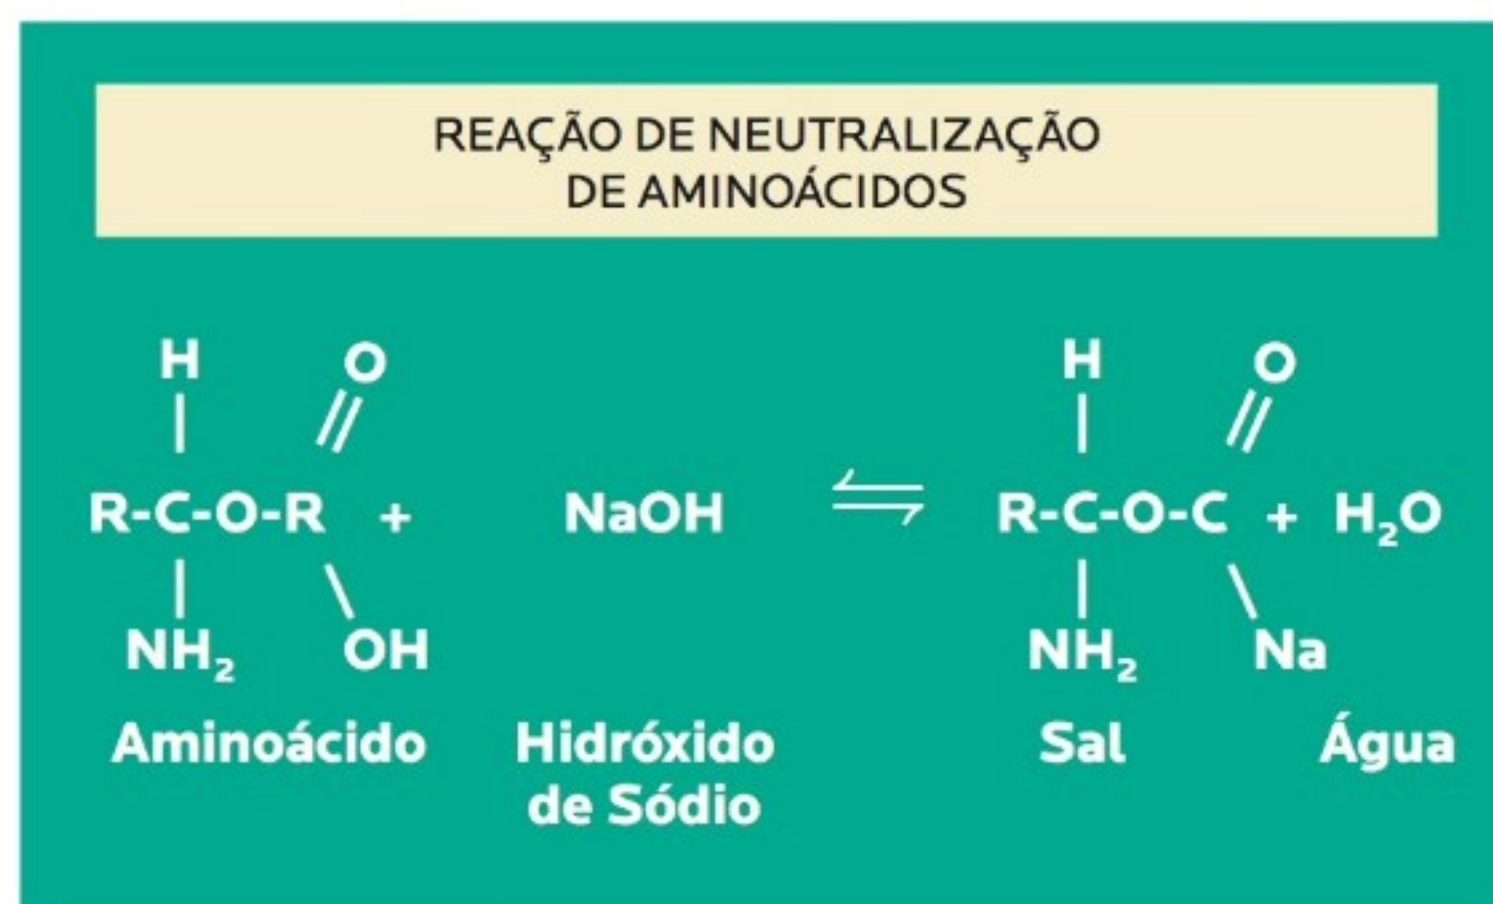 REAÇÃO DE NEUTRALIZAÇÃO
DE AMINOÁCIDOS
H O H O
R-C-O-R + NaOH ⇌ R-C-O-C + H₂O
NH₂ OH NH₂ Na
Aminoácido Hidróxido de Sódio Sal Água